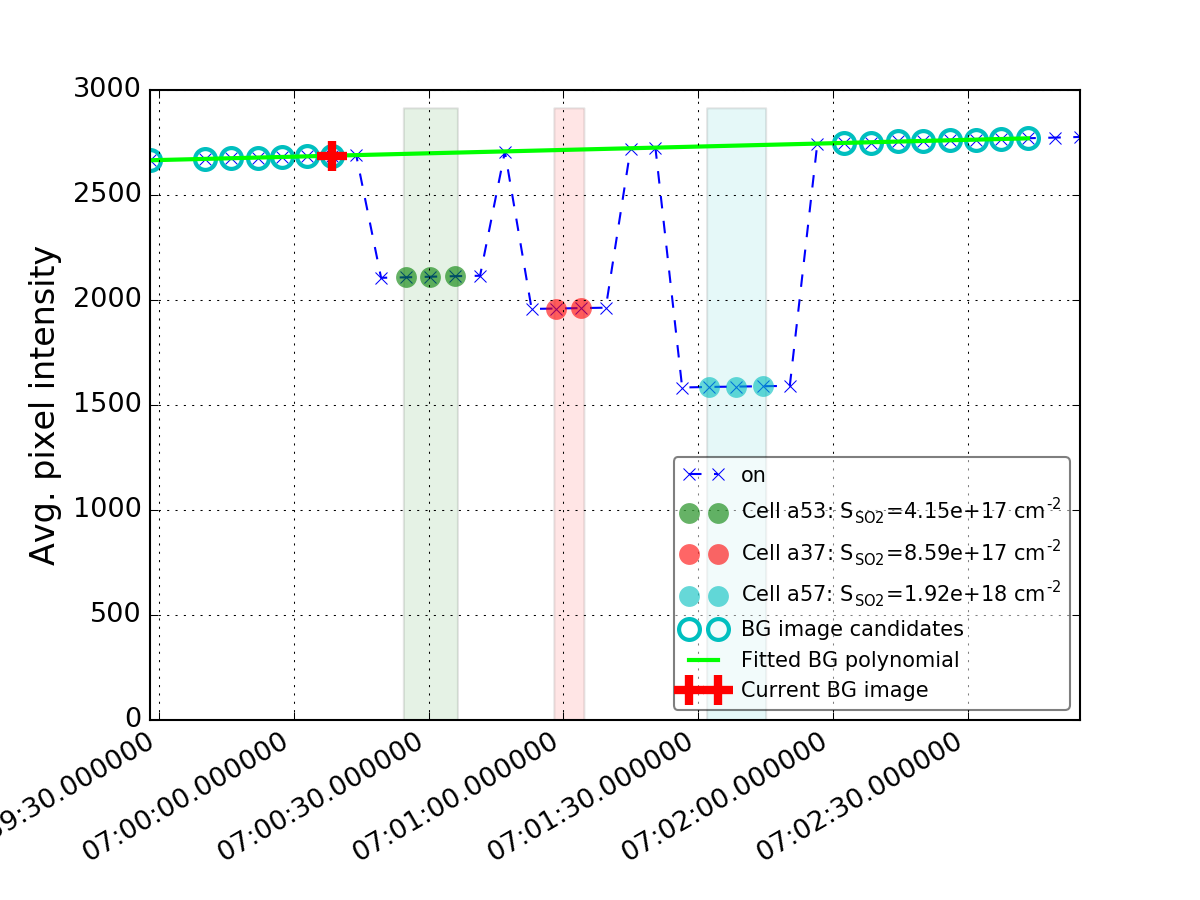 3000
2500
2000
1500
1000
500
0
Avg. pixel intensity
on
Cell a53: S_SO2=4.15e+17 cm^-2
Cell a37: S_SO2=8.59e+17 cm^-2
Cell a57: S_SO2=1.92e+18 cm^-2
BG image candidates
Fitted BG polynomial
Current BG image
9:30.000000
07:00:00.000000
07:00:30.000000
07:01:00.000000
07:01:30.000000
07:02:00.000000
07:02:30.000000